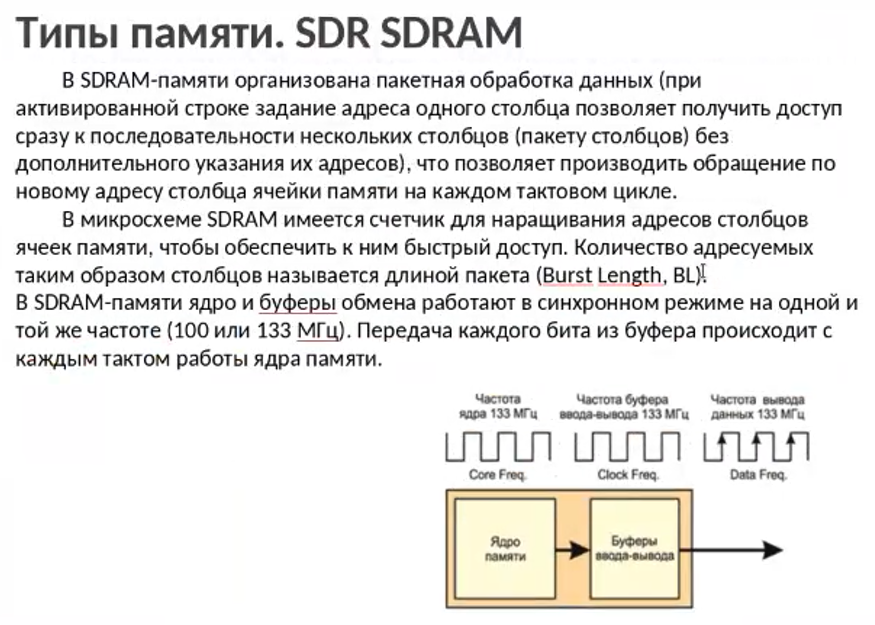 Типы памяти. SDR SDRAM
В SDRAM-памяти организована пакетная обработка данных (при
активированной строке задание адреса одного столбца позволяет получить доступ
сразу к последовательности нескольких столбцов (пакету столбцов) без
дополнительного указания их адресов), что позволяет производить обращение по
новому адресу столбца ячейки памяти на каждом тактовом цикле.
В микросхеме SDRAM имеется счетчик для наращивания адресов столбцов
ячеек памяти, чтобы обеспечить к ним быстрый доступ. Количество адресуемых
таким образом столбцов называется длиной пакета (Burst Length, BL).
В SDRAM-памяти ядро и буферы обмена работают в синхронном режиме на одной и
той же частоте (100 или 133 МГц). Передача каждого бита из буфера происходит с
каждым тактом работы ядра памяти.
Частота
ядра 133 МГц
Частота буфера
ввода-вывода 133 МГц
Частота вывода
данных 133 МГц
Core Freq.
Clock Freq.
Data Freq.
Ядро
памяти
Буферы
ввода-вывода